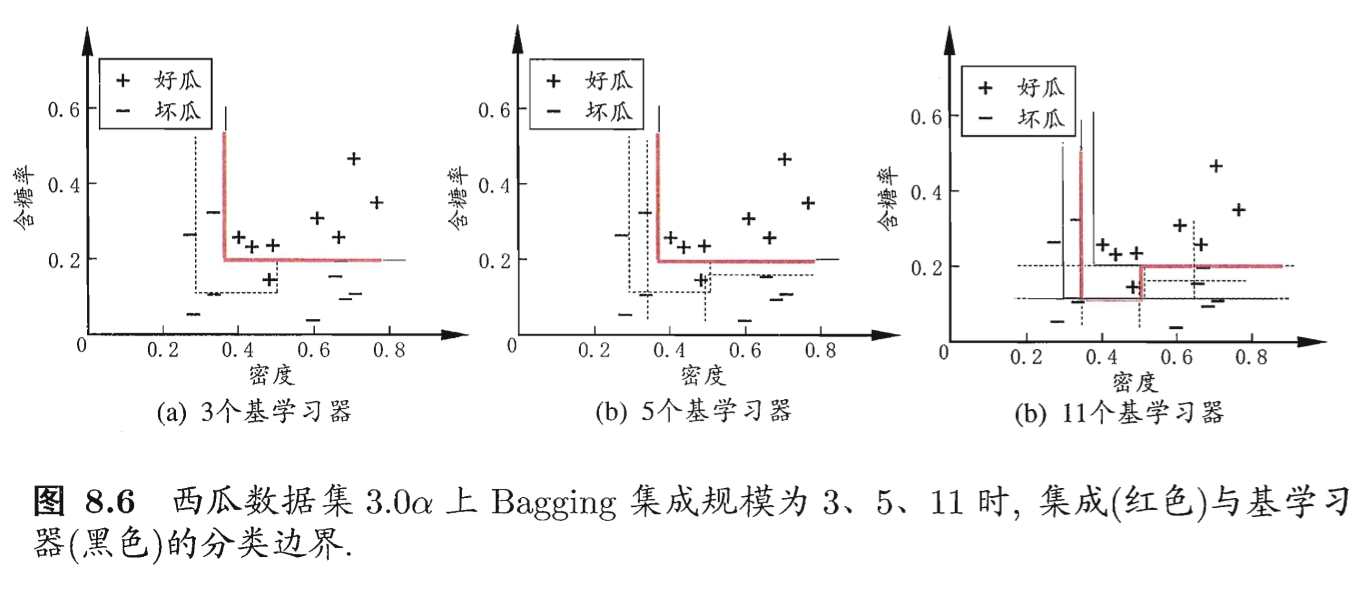 + 好瓜
− 坏瓜
0.6
0.4
0.2
0
0.2 0.4 0.6 0.8
含糖率
密度
(a) 3个基学习器
+ 好瓜
− 坏瓜
0.6
0.4
0.2
0
0.2 0.4 0.6 0.8
含糖率
密度
(b) 5个基学习器
+ 好瓜
− 坏瓜
0.6
0.4
0.2
0
0.2 0.4 0.6 0.8
含糖率
密度
(b) 11个基学习器
图 8.6 西瓜数据集 3.0α 上 Bagging 集成规模为 3、5、11 时, 集成(红色)与基学习
器(黑色)的分类边界.